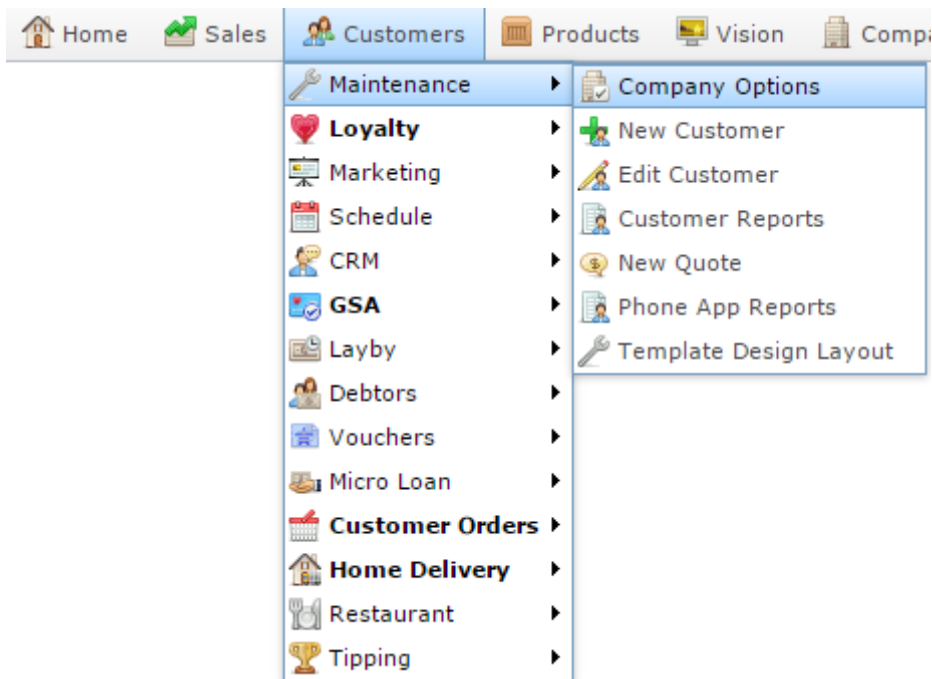 Home Sales Customers Products Vision Compa
Maintenance
Loyalty
Marketing
Schedule
CRM
GSA
Layby
Debtors
Vouchers
Micro Loan
Customer Orders
Home Delivery
Restaurant
Tipping
Company Options
New Customer
Edit Customer
Customer Reports
New Quote
Phone App Reports
Template Design Layout